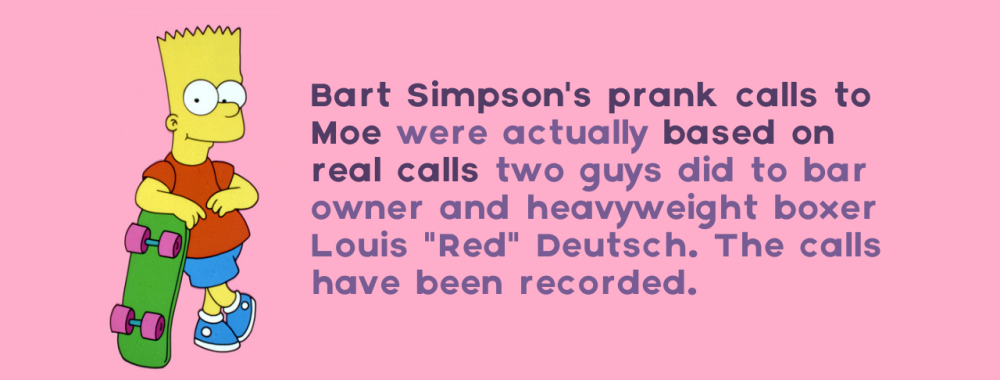 Bart Simpson's prank calls to
Moe were actually based on
real calls two guys did to bar
owner and heavyweight boxer
Louis "Red" Deutsch. The calls
have been recorded.